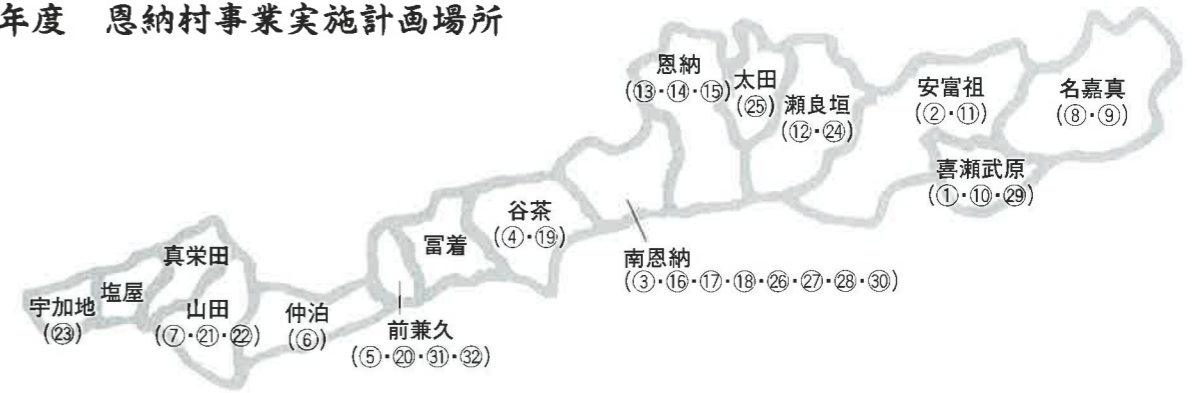 年度　恩納村事業実施計画場所
恩納
(⑬・⑭・⑮)
太田
(㉕)
瀬良垣
(⑫・㉔)
安富祖
(②・⑪)
名嘉真
(⑧・⑨)
喜瀬武原
(①・⑩・㉙)
谷茶
(④・⑲)
冨着
南恩納
(③・⑯・⑰・⑱・㉖・㉗・㉘・㉚)
真栄田
塩屋
宇加地
(㉓)
山田
(⑦・㉑・㉒)
仲泊
(⑥)
前兼久
(⑤・⑳・㉛・㉜)